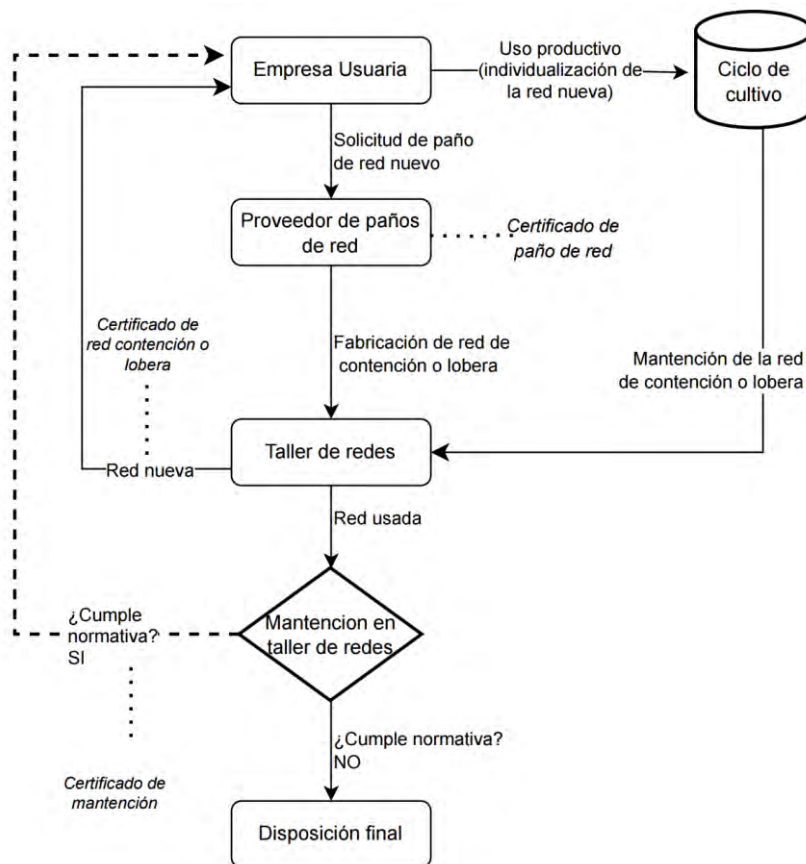 Empresa Usuaria
Uso productivo
(individualización de
la red nueva)
Ciclo de
cultivo
Solicitud de paño
de red nuevo
Proveedor de paños
de red
Certificado de
paño de red
Certificado de
red contención o
lobera
Fabricación de red de
contención o lobera
Mantención de la red
de contención o lobera
Taller de redes
Red nueva
Red usada
Mantencion en
taller de redes
¿Cumple
normativa?
SI
¿Cumple normativa?
NO
Certificado de
mantención
Disposición final